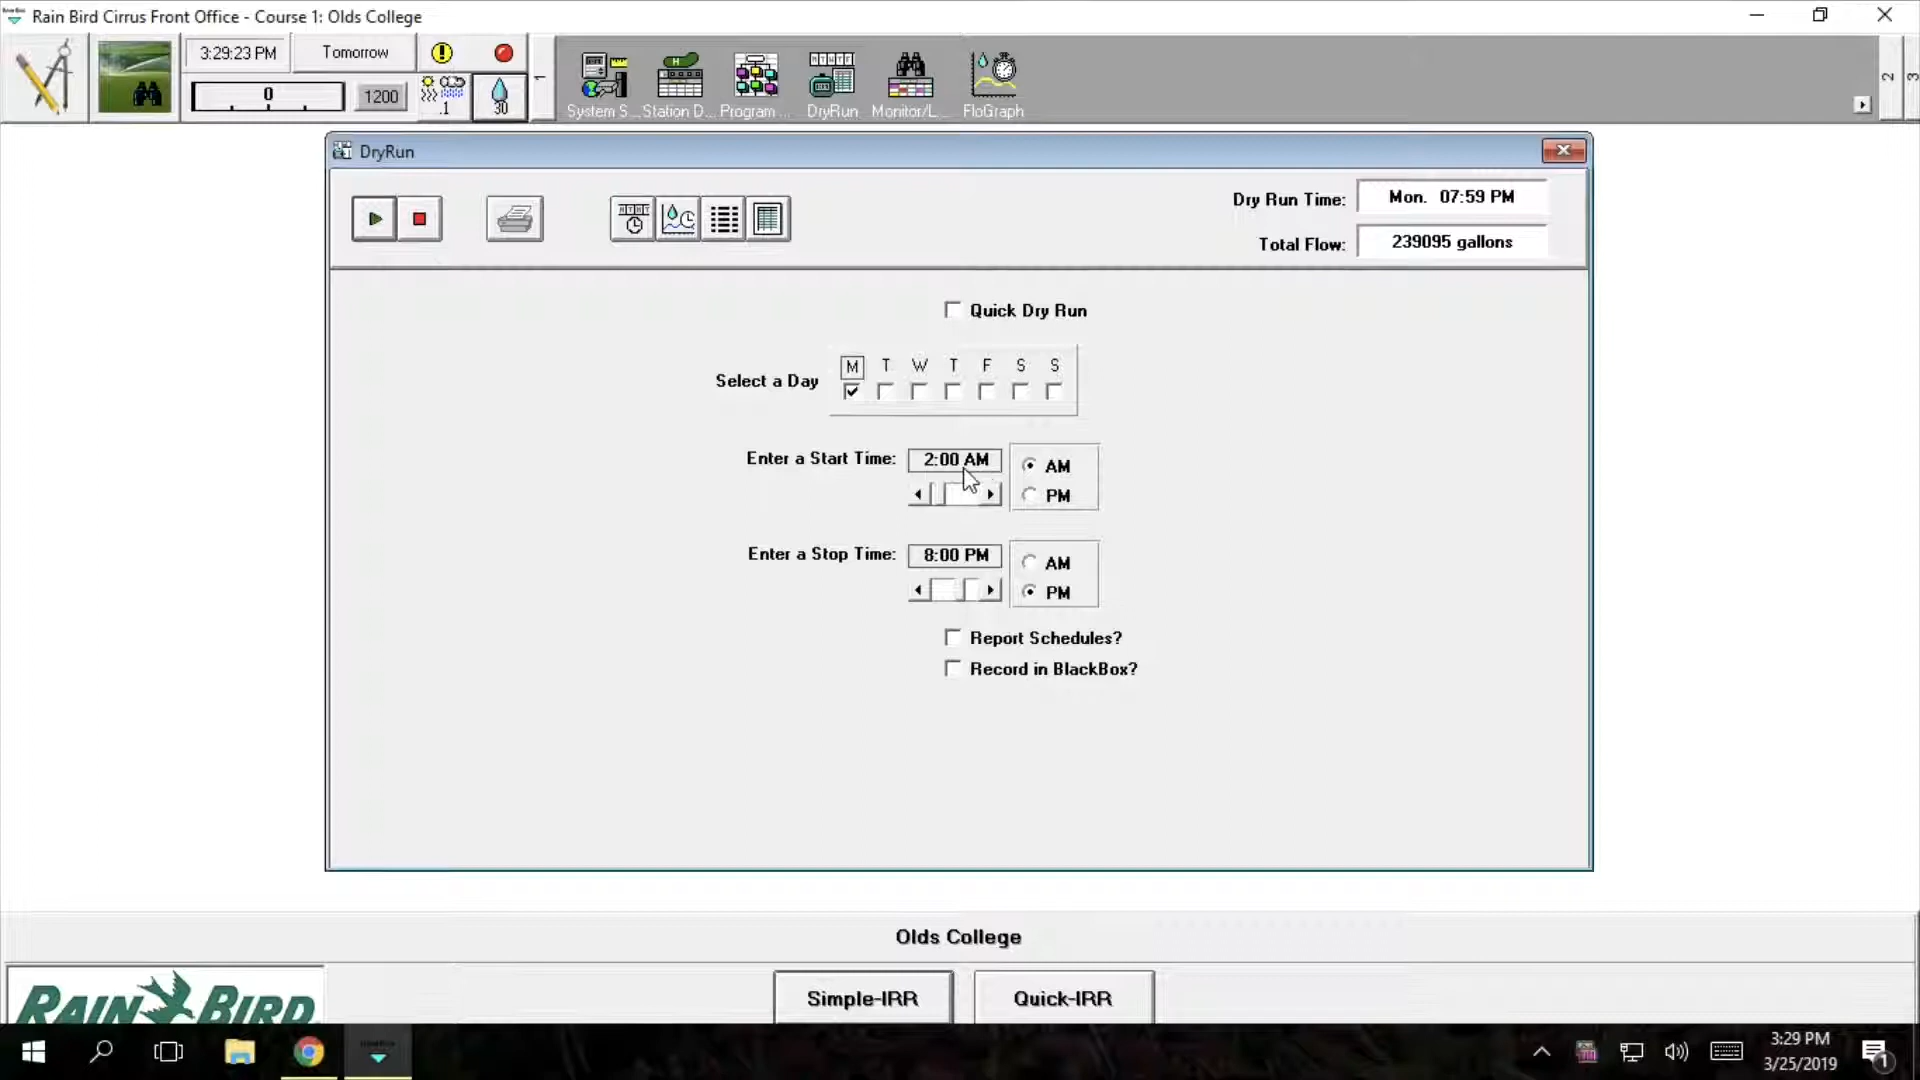 Rain Bird Cirrus Front Office - Course 1: Olds College
3:29:23 PM
Tomorrow
0
1200
.1
30
1
System S...
Station D...
Program ...
DryRun
Monitor/L...
FloGraph
2
3
DryRun
Dry Run Time:
Mon. 07:59 PM
Total Flow:
239095 gallons
Quick Dry Run
Select a Day
M T W T F S S
Enter a Start Time:
2:00 AM
AM
PM
Enter a Stop Time:
8:00 PM
AM
PM
Report Schedules?
Record in BlackBox?
Olds College
RAIN BIRD
Simple-IRR
Quick-IRR
3:29 PM
3/25/2019
1